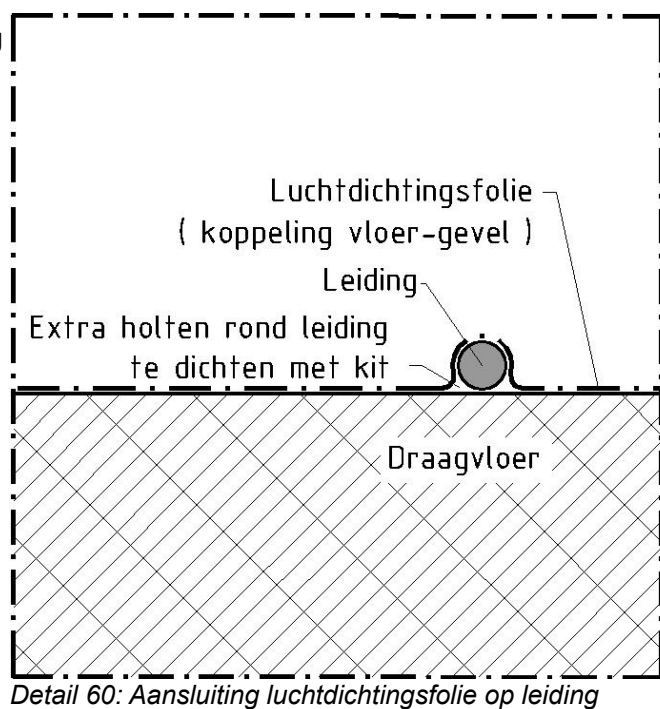 Luchtdichtingsfolie
( koppeling vloer-gevel )
Leiding
Extra holten rond leiding
te dichten met kit
Draagvloer
Detail 60: Aansluiting luchtdichtingsfolie op leiding